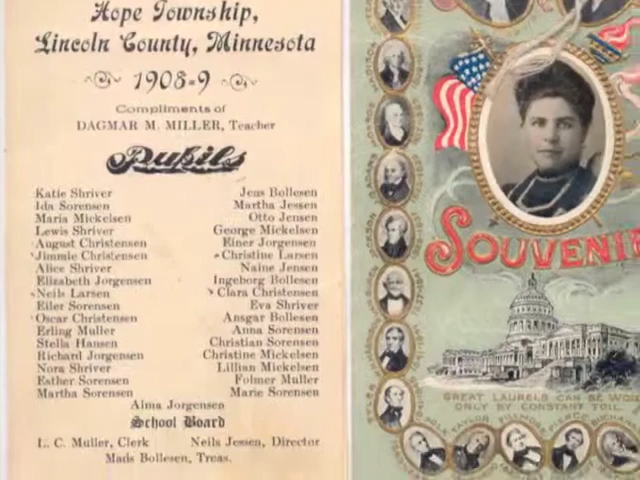 Hope Township,
Lincoln County, Minnesota
1908-9
Compliments of
DAGMAR M. MILLER, Teacher
Pupils
Katie Shriver Jens Bollesen
Ida Sorensen Martha Jessen
Maria Mickelsen Otto Jensen
Lewis Shriver George Mickelsen
August Christensen Einer Jorgensen
Jimmie Christensen Christine Larsen
Alice Shriver Naine Jensen
Elizabeth Jorgensen Ingeborg Bollesen
Neils Larsen Clara Christensen
Eiler Sorensen Eva Shriver
Oscar Christensen Ansgar Bollesen
Erling Muller Anna Sorensen
Stella Hansen Christian Sorensen
Richard Jorgensen Christine Mickelsen
Nora Shriver Lillian Mickelsen
Esther Sorensen Folmer Muller
Martha Sorensen Marie Sorensen
Alma Jorgensen
School Board
L. C. Muller, Clerk Neils Jessen, Director
Mads Bollesen, Treas.
SOUVENIR
GREAT LAURELS CAN BE WON
ONLY BY CONSTANT TOIL
POLK TAYLOR FILLMORE PIERCE BUCHANAN